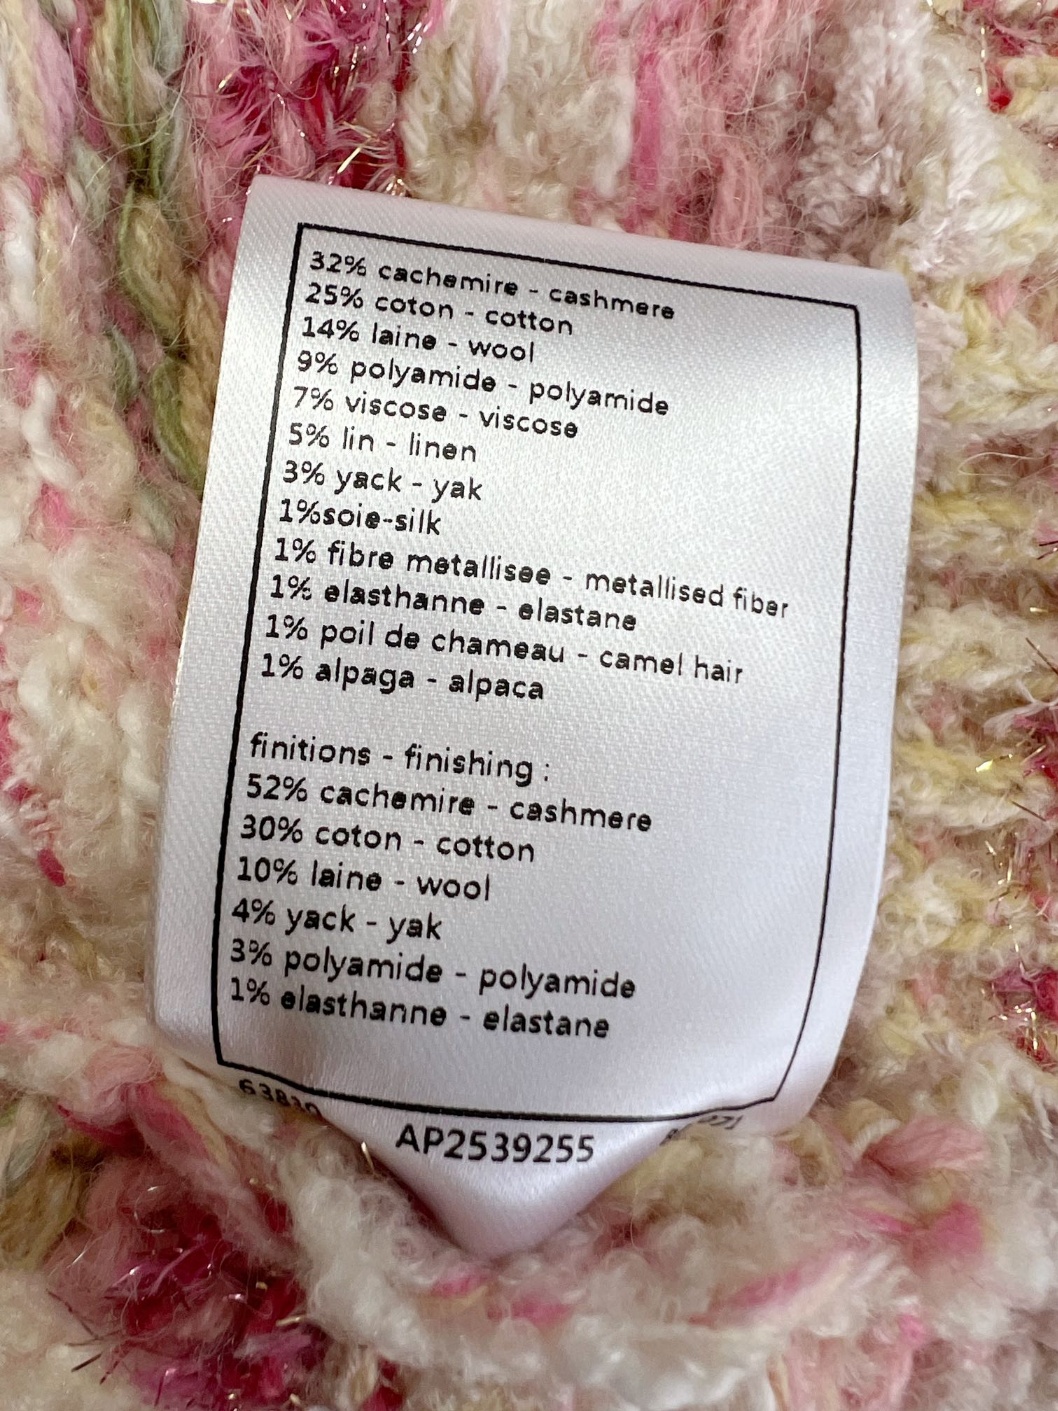 32% cachemire - cashmere
25% coton - cotton
14% laine - wool
9% polyamide - polyamide
7% viscose - viscose
5% lin - linen
3% yack - yak
1%soie-silk
1% fibre metallisee - metallised fiber
1% elasthanne - elastane
1% poil de chameau - camel hair
1% alpaga - alpaca
finitions - finishing :
52% cachemire - cashmere
30% coton - cotton
10% laine - wool
4% yack - yak
3% polyamide - polyamide
1% elasthanne - elastane
AP2539255